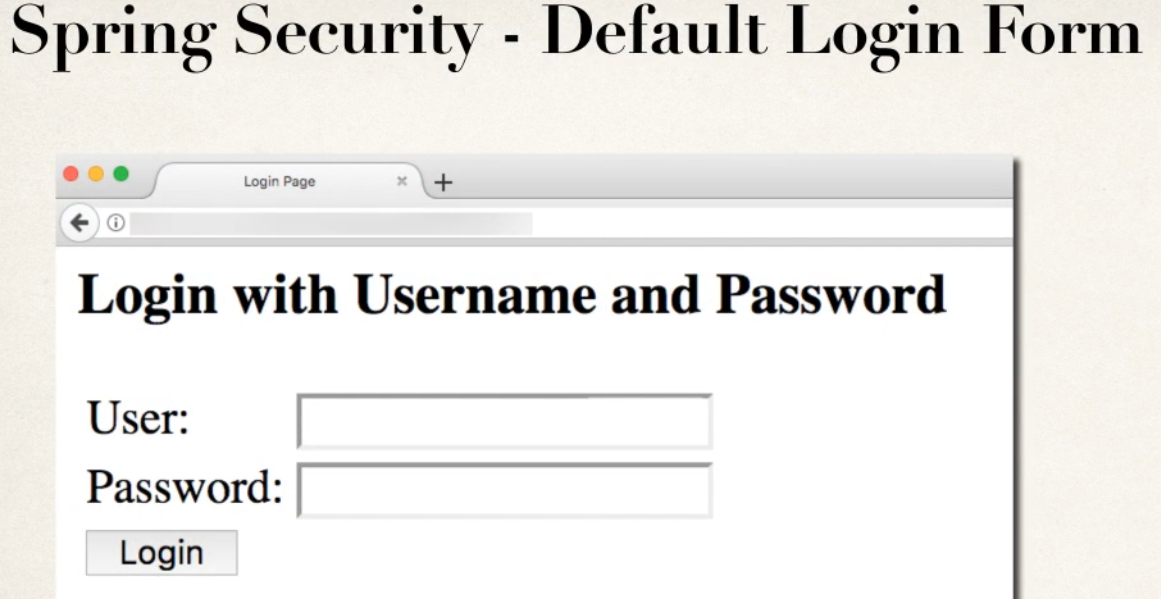 Spring Security - Default Login Form
Login Page
Login with Username and Password
User:
Password:
Login